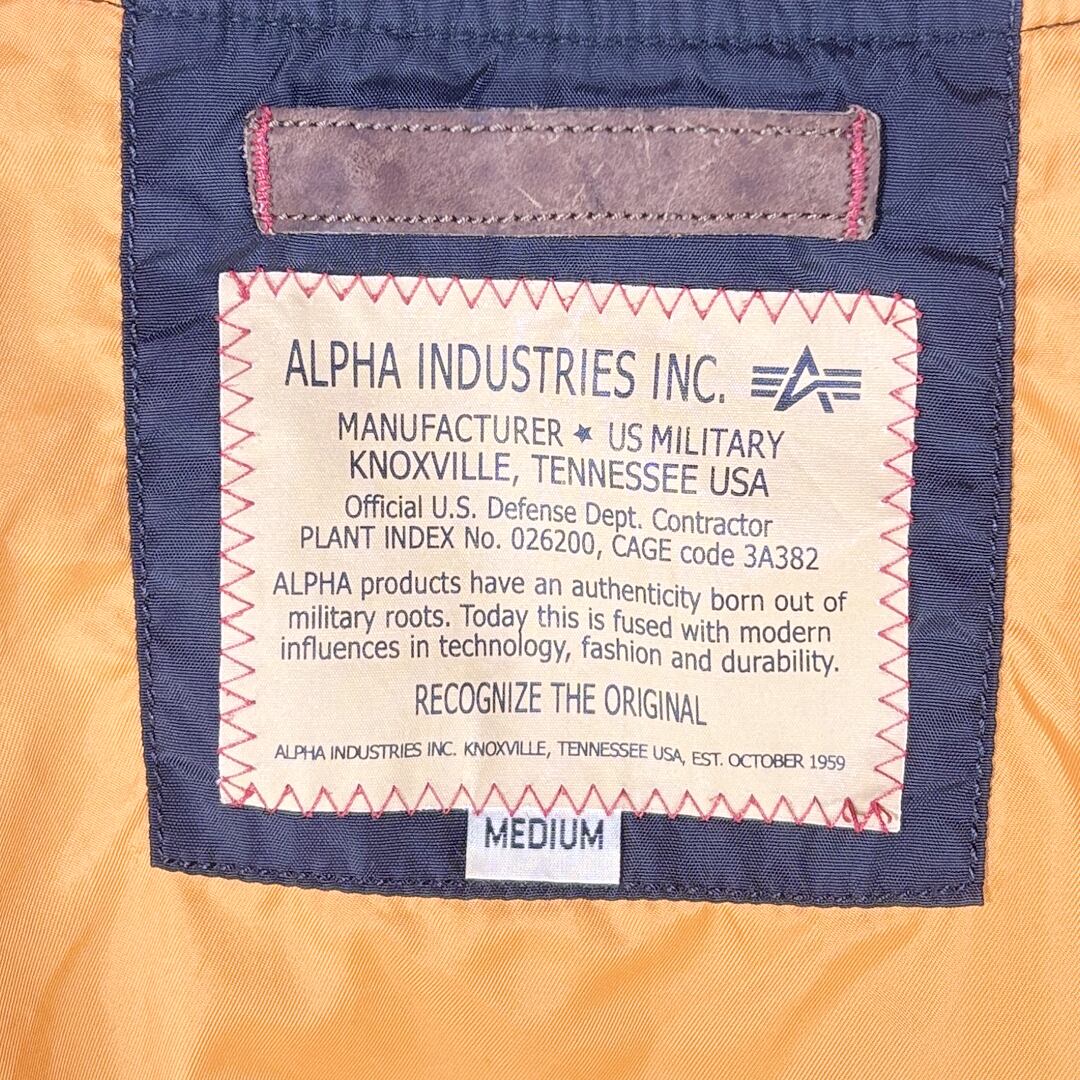 ALPHA INDUSTRIES INC.
MANUFACTURER ★ US MILITARY
KNOXVILLE, TENNESSEE USA
Official U.S. Defense Dept. Contractor
PLANT INDEX No. 026200, CAGE code 3A382
ALPHA products have an authenticity born out of
military roots. Today this is fused with modern
influences in technology, fashion and durability.
RECOGNIZE THE ORIGINAL
ALPHA INDUSTRIES INC. KNOXVILLE, TENNESSEE USA, EST. OCTOBER 1959
MEDIUM